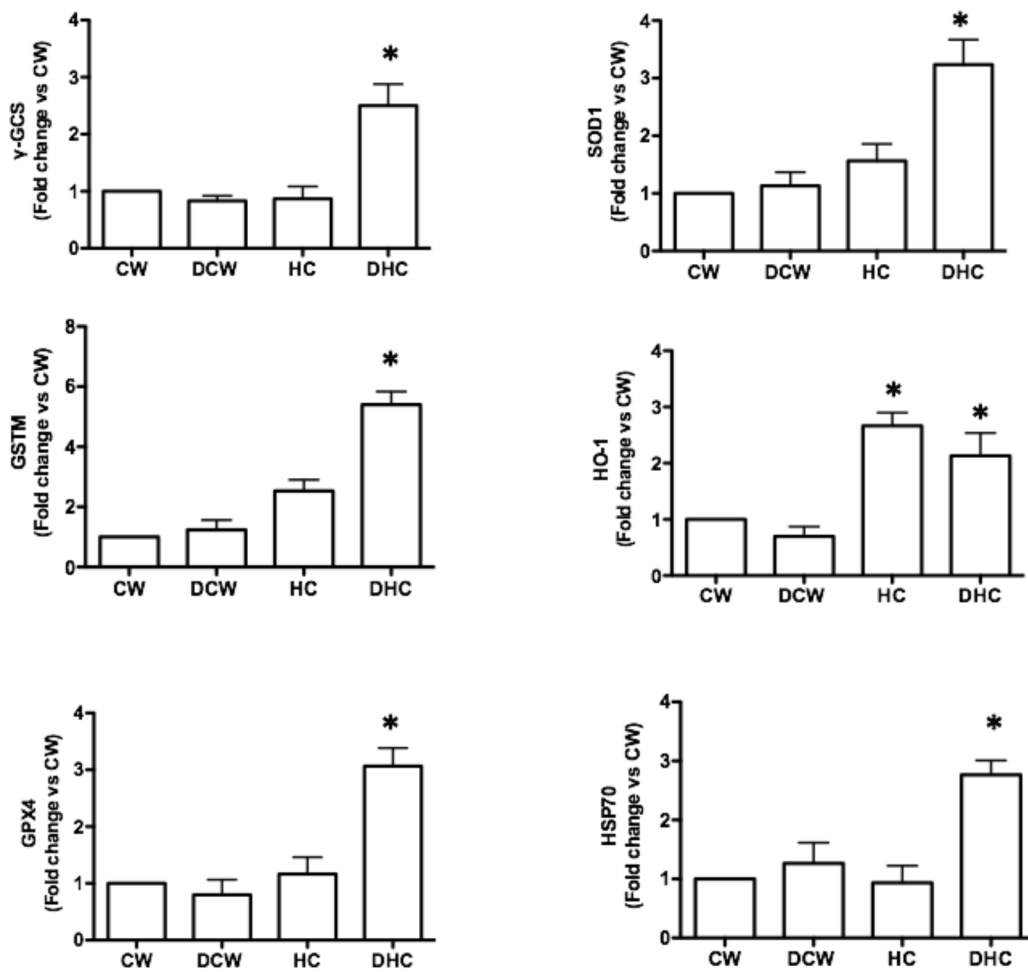 γ-GCS
(Fold change vs CW)
4
3
2
1
0
*
CW DCW HC DHC
SOD1
(Fold change vs CW)
4
3
2
1
0
*
CW DCW HC DHC
GSTM
(Fold change vs CW)
8
6
4
2
0
*
CW DCW HC DHC
HO-1
(Fold change vs CW)
4
3
2
1
0
* *
CW DCW HC DHC
GPX4
(Fold change vs CW)
4
3
2
1
0
*
CW DCW HC DHC
HSP70
(Fold change vs CW)
4
3
2
1
0
*
CW DCW HC DHC